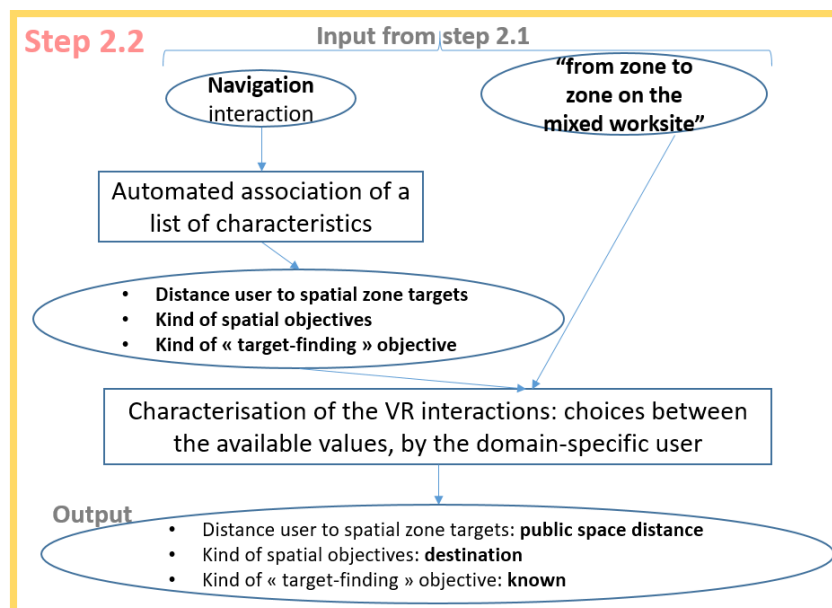 Step 2.2
Input from step 2.1
Navigation
interaction
“from zone to
zone on the
mixed worksite”
Automated association of a
list of characteristics
• Distance user to spatial zone targets
• Kind of spatial objectives
• Kind of « target-finding » objective
Characterisation of the VR interactions: choices between
the available values, by the domain-specific user
Output
• Distance user to spatial zone targets: public space distance
• Kind of spatial objectives: destination
• Kind of « target-finding » objective: known